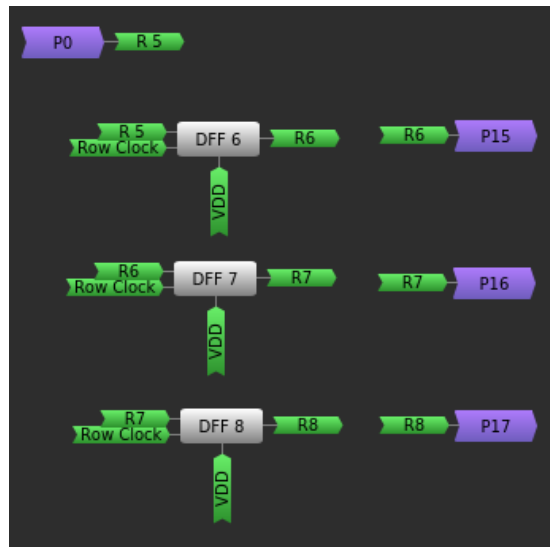 P0 R 5
R 5
Row Clock
DFF 6
R6
R6
P15
VDD
R6
Row Clock
DFF 7
R7
R7
P16
VDD
R7
Row Clock
DFF 8
R8
R8
P17
VDD